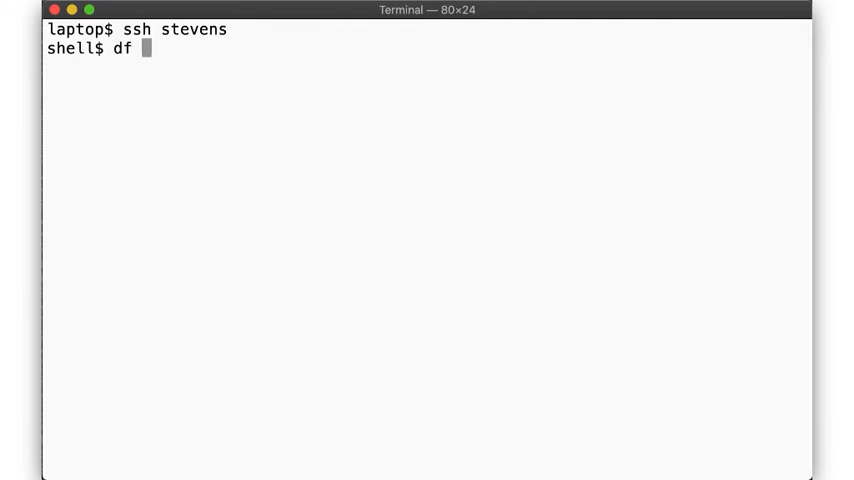 Terminal — 80×24
laptop$ ssh stevens
shell$ df